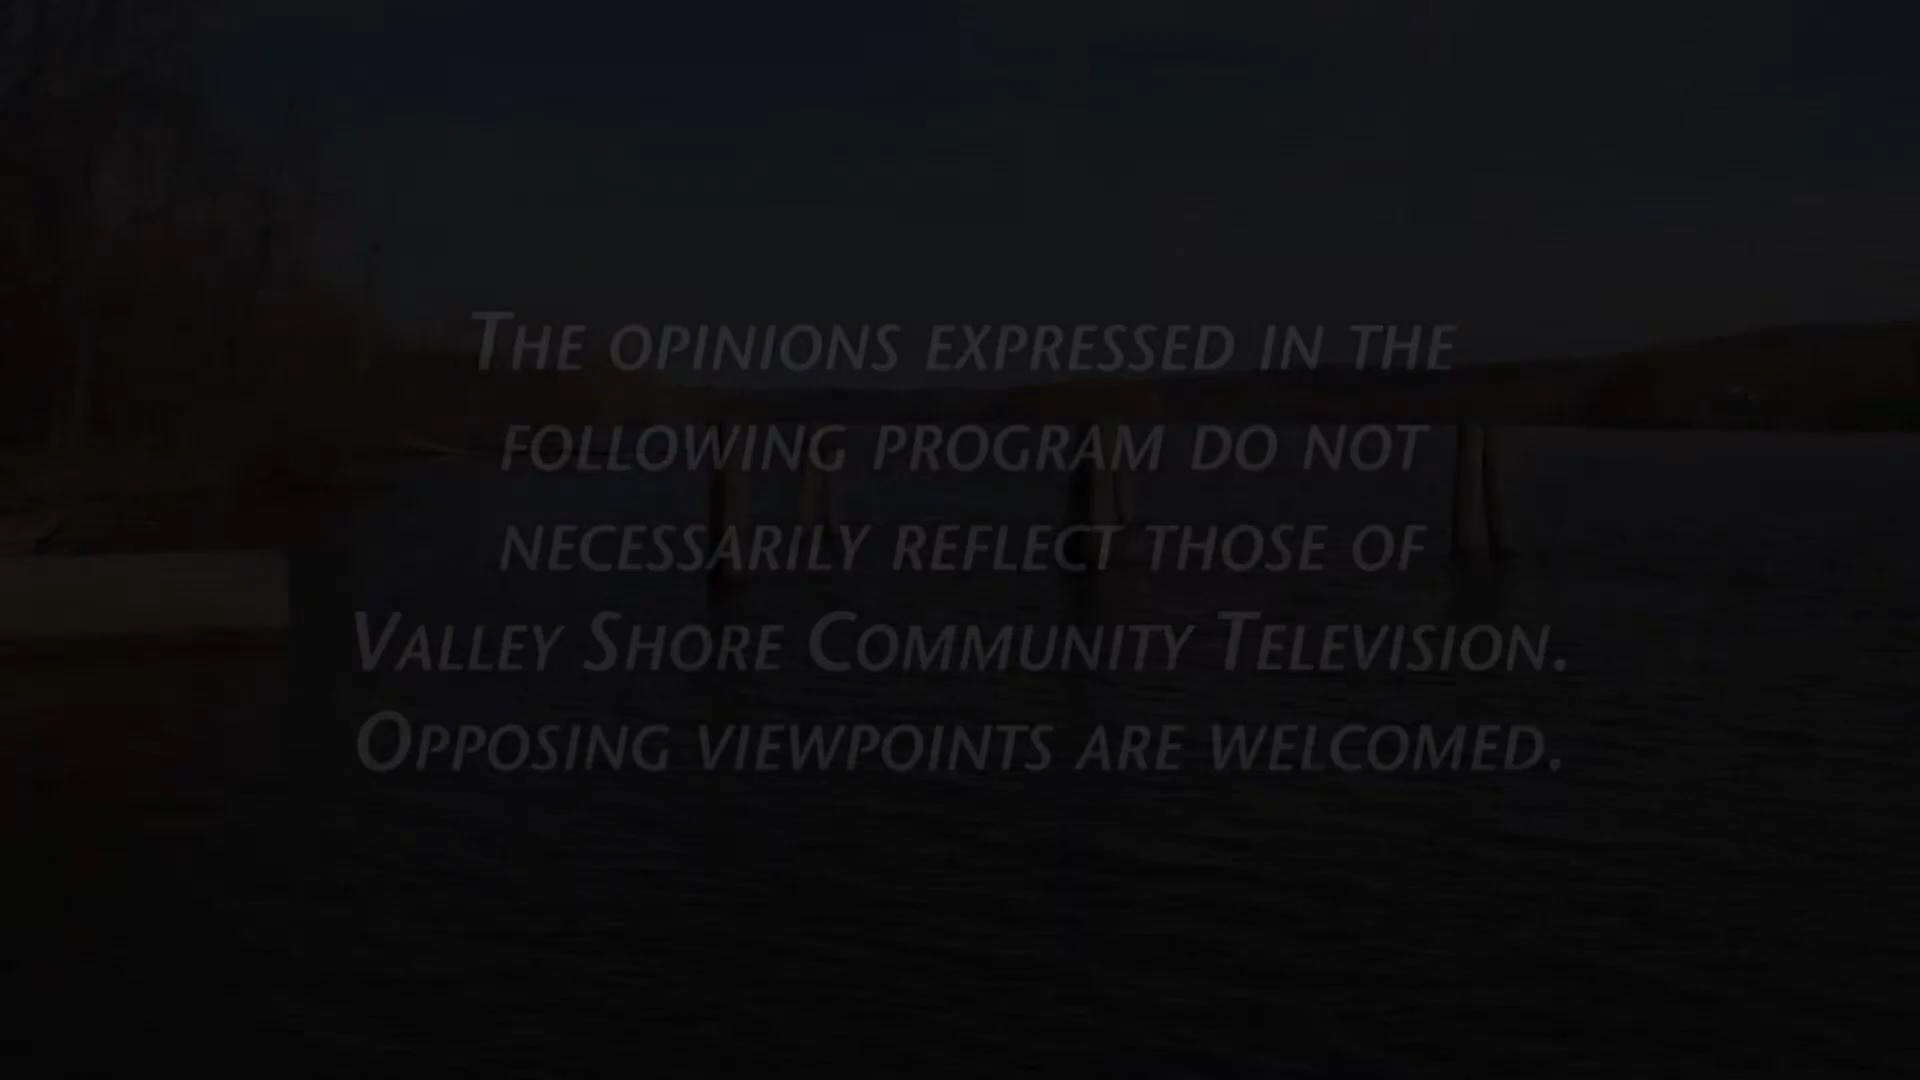 THE OPINIONS EXPRESSED IN THE
FOLLOWING PROGRAM DO NOT
NECESSARILY REFLECT THOSE OF
VALLEY SHORE COMMUNITY TELEVISION.
OPPOSING VIEWPOINTS ARE WELCOMED.